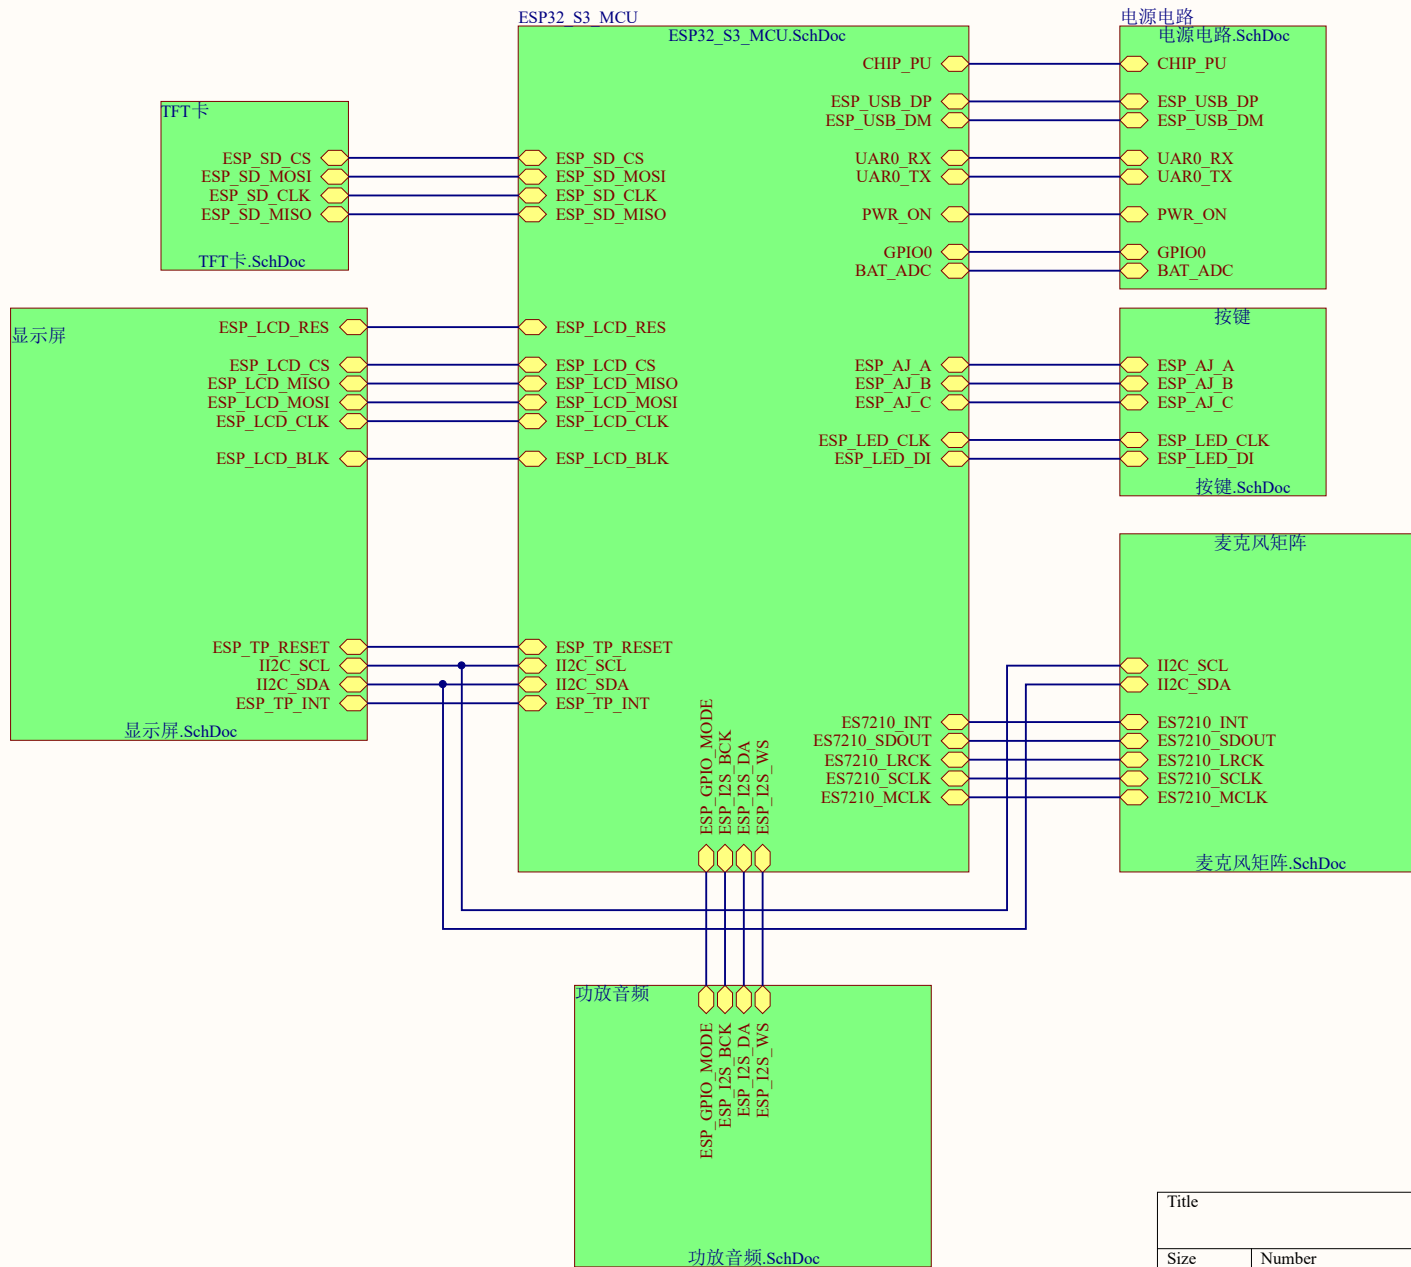 ESP32_S3_MCU
ESP32_S3_MCU.SchDoc
CHIP_PU
ESP_USB_DP
ESP_USB_DM
UAR0_RX
UAR0_TX
PWR_ON
GPIO0
BAT_ADC
电源电路
电源电路.SchDoc
CHIP_PU
ESP_USB_DP
ESP_USB_DM
UAR0_RX
UAR0_TX
PWR_ON
GPIO0
BAT_ADC
TFT卡
ESP_SD_CS
ESP_SD_MOSI
ESP_SD_CLK
ESP_SD_MISO
TFT卡.SchDoc
ESP_SD_CS
ESP_SD_MOSI
ESP_SD_CLK
ESP_SD_MISO
显示屏
ESP_LCD_RES
ESP_LCD_CS
ESP_LCD_MISO
ESP_LCD_MOSI
ESP_LCD_CLK
ESP_LCD_BLK
ESP_TP_RESET
II2C_SCL
II2C_SDA
ESP_TP_INT
显示屏.SchDoc
ESP_LCD_RES
ESP_LCD_CS
ESP_LCD_MISO
ESP_LCD_MOSI
ESP_LCD_CLK
ESP_LCD_BLK
ESP_TP_RESET
II2C_SCL
II2C_SDA
ESP_TP_INT
ESP_AJ_A
ESP_AJ_B
ESP_AJ_C
ESP_LED_CLK
ESP_LED_DI
按键
ESP_AJ_A
ESP_AJ_B
ESP_AJ_C
ESP_LED_CLK
ESP_LED_DI
按键.SchDoc
ES7210_INT
ES7210_SDOUT
ES7210_LRCK
ES7210_SCLK
ES7210_MCLK
麦克风矩阵
II2C_SCL
II2C_SDA
ES7210_INT
ES7210_SDOUT
ES7210_LRCK
ES7210_SCLK
ES7210_MCLK
麦克风矩阵.SchDoc
ESP_GPIO_MODE
ESP_I2S_BCK
ESP_I2S_DA
ESP_I2S_WS
功放音频
ESP_GPIO_MODE
ESP_I2S_BCK
ESP_I2S_DA
ESP_I2S_WS
功放音频.SchDoc
Title
Size
Number